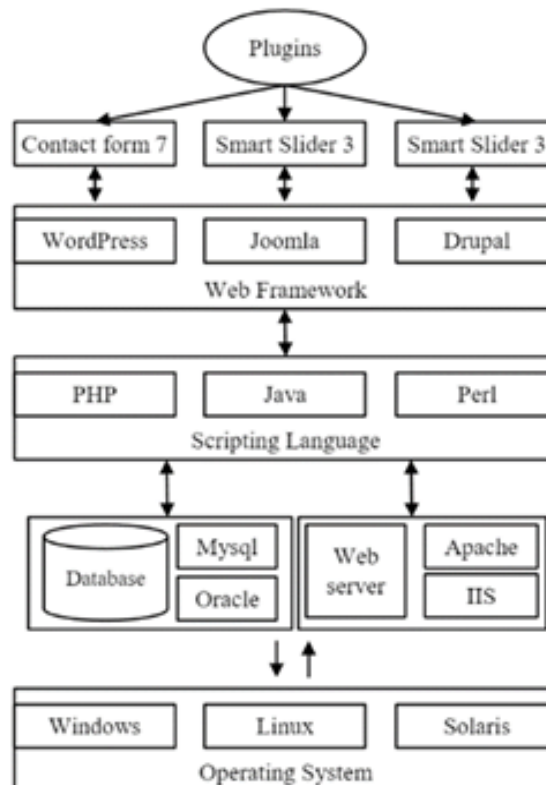 Plugins
Contact form 7
Smart Slider 3
Smart Slider 3
WordPress
Joomla
Drupal
Web Framework
PHP
Java
Perl
Scripting Language
Database
Mysql
Oracle
Web
server
Apache
IIS
Windows
Linux
Solaris
Operating System